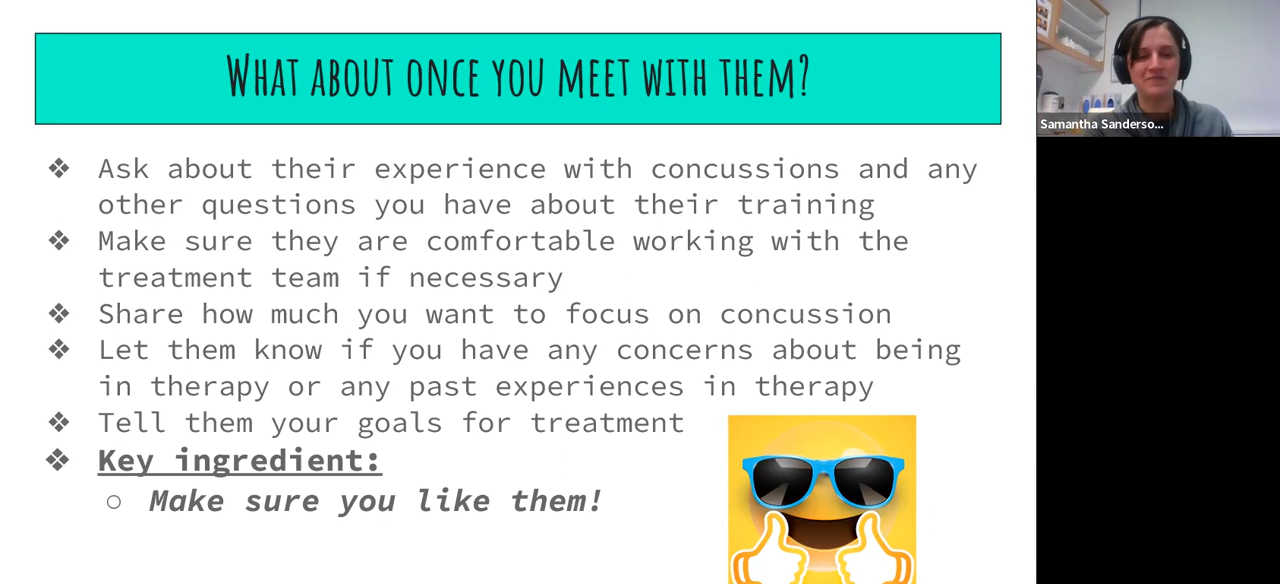 What about once you meet with them?
❖ Ask about their experience with concussions and any
other questions you have about their training
❖ Make sure they are comfortable working with the
treatment team if necessary
❖ Share how much you want to focus on concussion
❖ Let them know if you have any concerns about being
in therapy or any past experiences in therapy
❖ Tell them your goals for treatment
❖ Key ingredient:
○ Make sure you like them!
Samantha Sanderso...